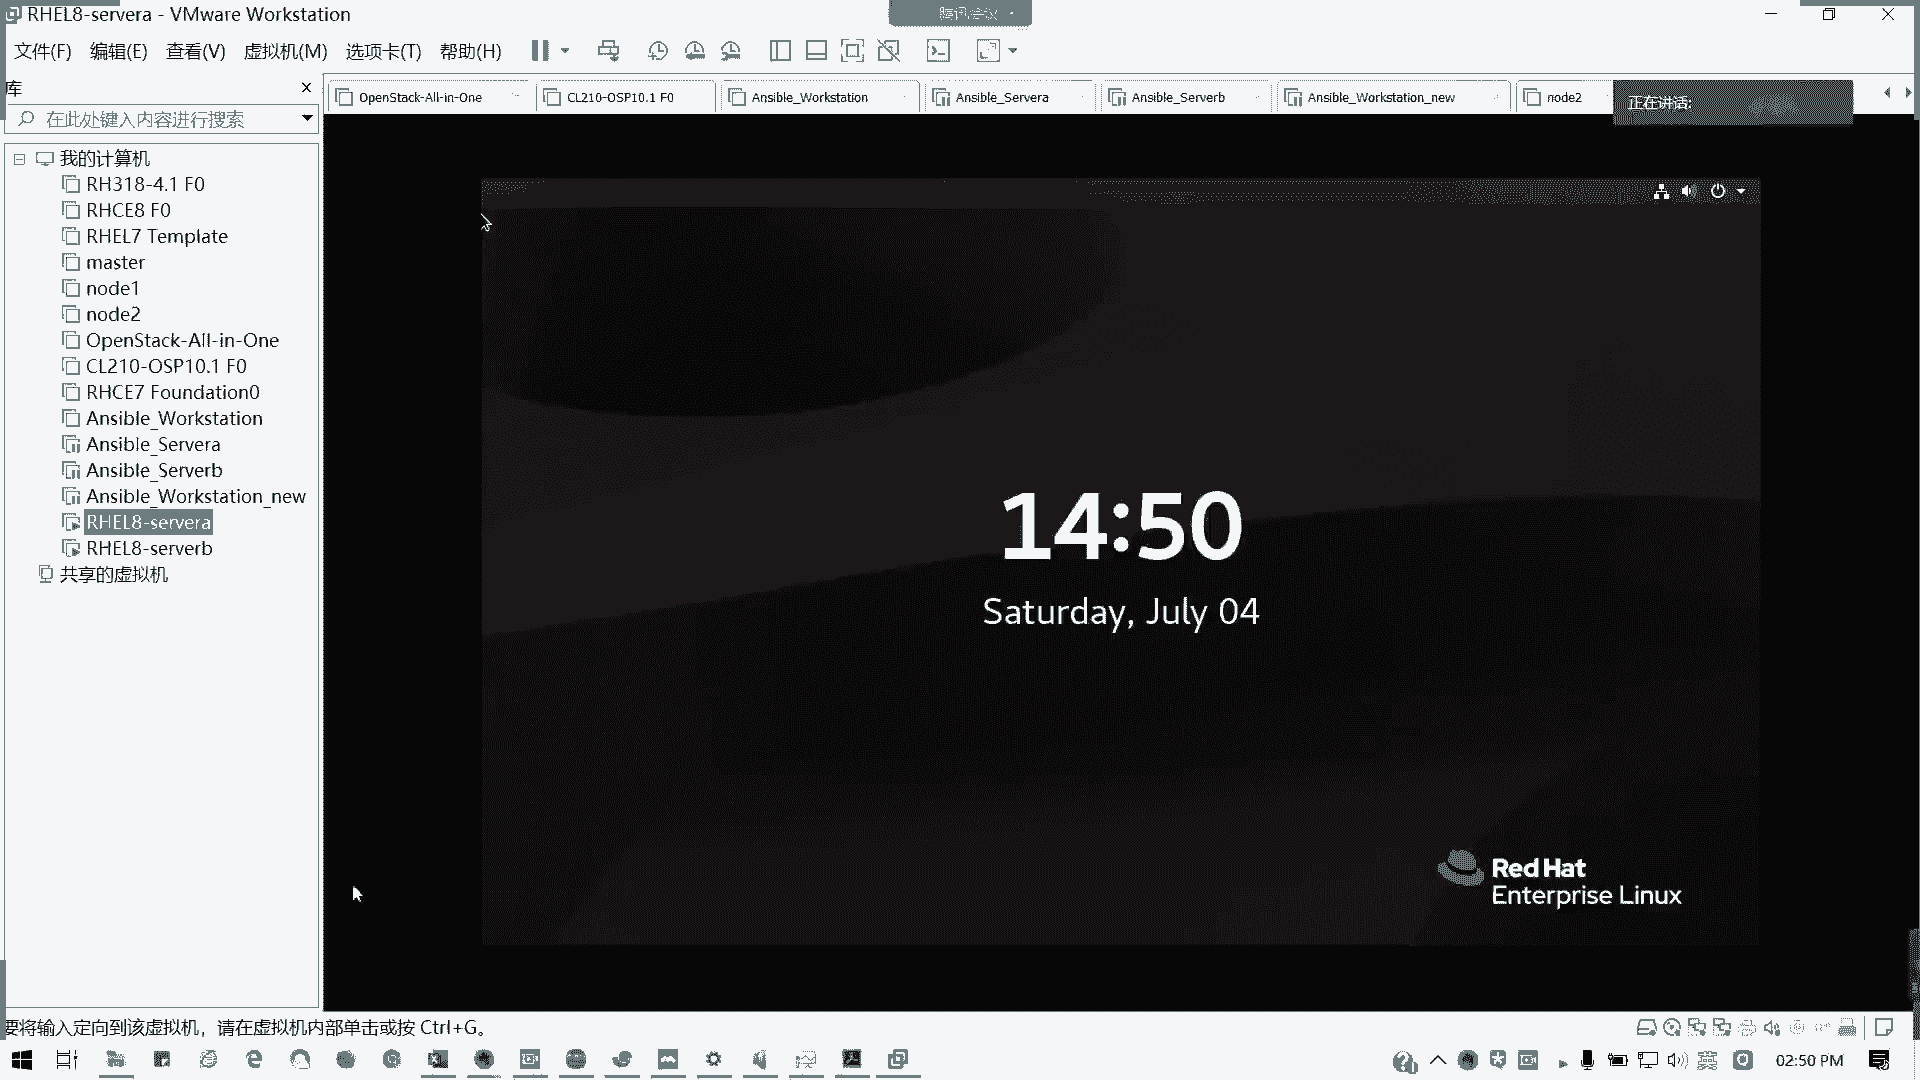 RHEL8-servera - VMware Workstation
腾讯会议
文件(F) 编辑(E) 查看(V) 虚拟机(M) 选项卡(T) 帮助(H)
库
在此处键入内容进行搜索
OpenStack-All-in-One
CL210-OSP10.1 F0
Ansible_Workstation
Ansible_Servera
Ansible_Serverb
Ansible_Workstation_new
node2
正在讲话:
我的计算机
RH318-4.1 F0
RHCE8 F0
RHEL7 Template
master
node1
node2
OpenStack-All-in-One
CL210-OSP10.1 F0
RHCE7 Foundation0
Ansible_Workstation
Ansible_Servera
Ansible_Serverb
Ansible_Workstation_new
RHEL8-servera
RHEL8-serverb
共享的虚拟机
14:50
Saturday, July 04
Red Hat
Enterprise Linux
要将输入定向到该虚拟机，请在虚拟机内部单击或按 Ctrl+G。
英
02:50 PM